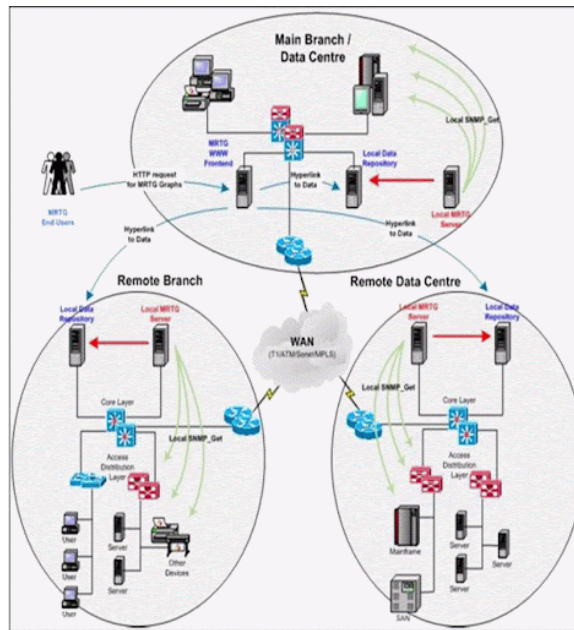 Main Branch /
Data Centre
Local SNMP_Get
MRTG
WWW
Frontend
Local Data
Repository
HTTP request
for MRTG Graphs
Hyperlink
to Data
Hyperlink
to Data
MRTG
End Users
Local MRTG
Server
Hyperlink
to Data
Remote Branch
Remote Data Centre
Local Data
Repository
Local MRTG
Server
Local MRTG
Server
Local Data
Repository
WAN
(T1/ATM/Sonet/MPLS)
Core Layer
Local SNMP_Get
Access
Distribution
Layer
User
User
User
Server
Server
Other
Devices
Local SNMP_Get
Core Layer
Access
Distribution
Layer
Mainframe
SAN
Server
Server
Server